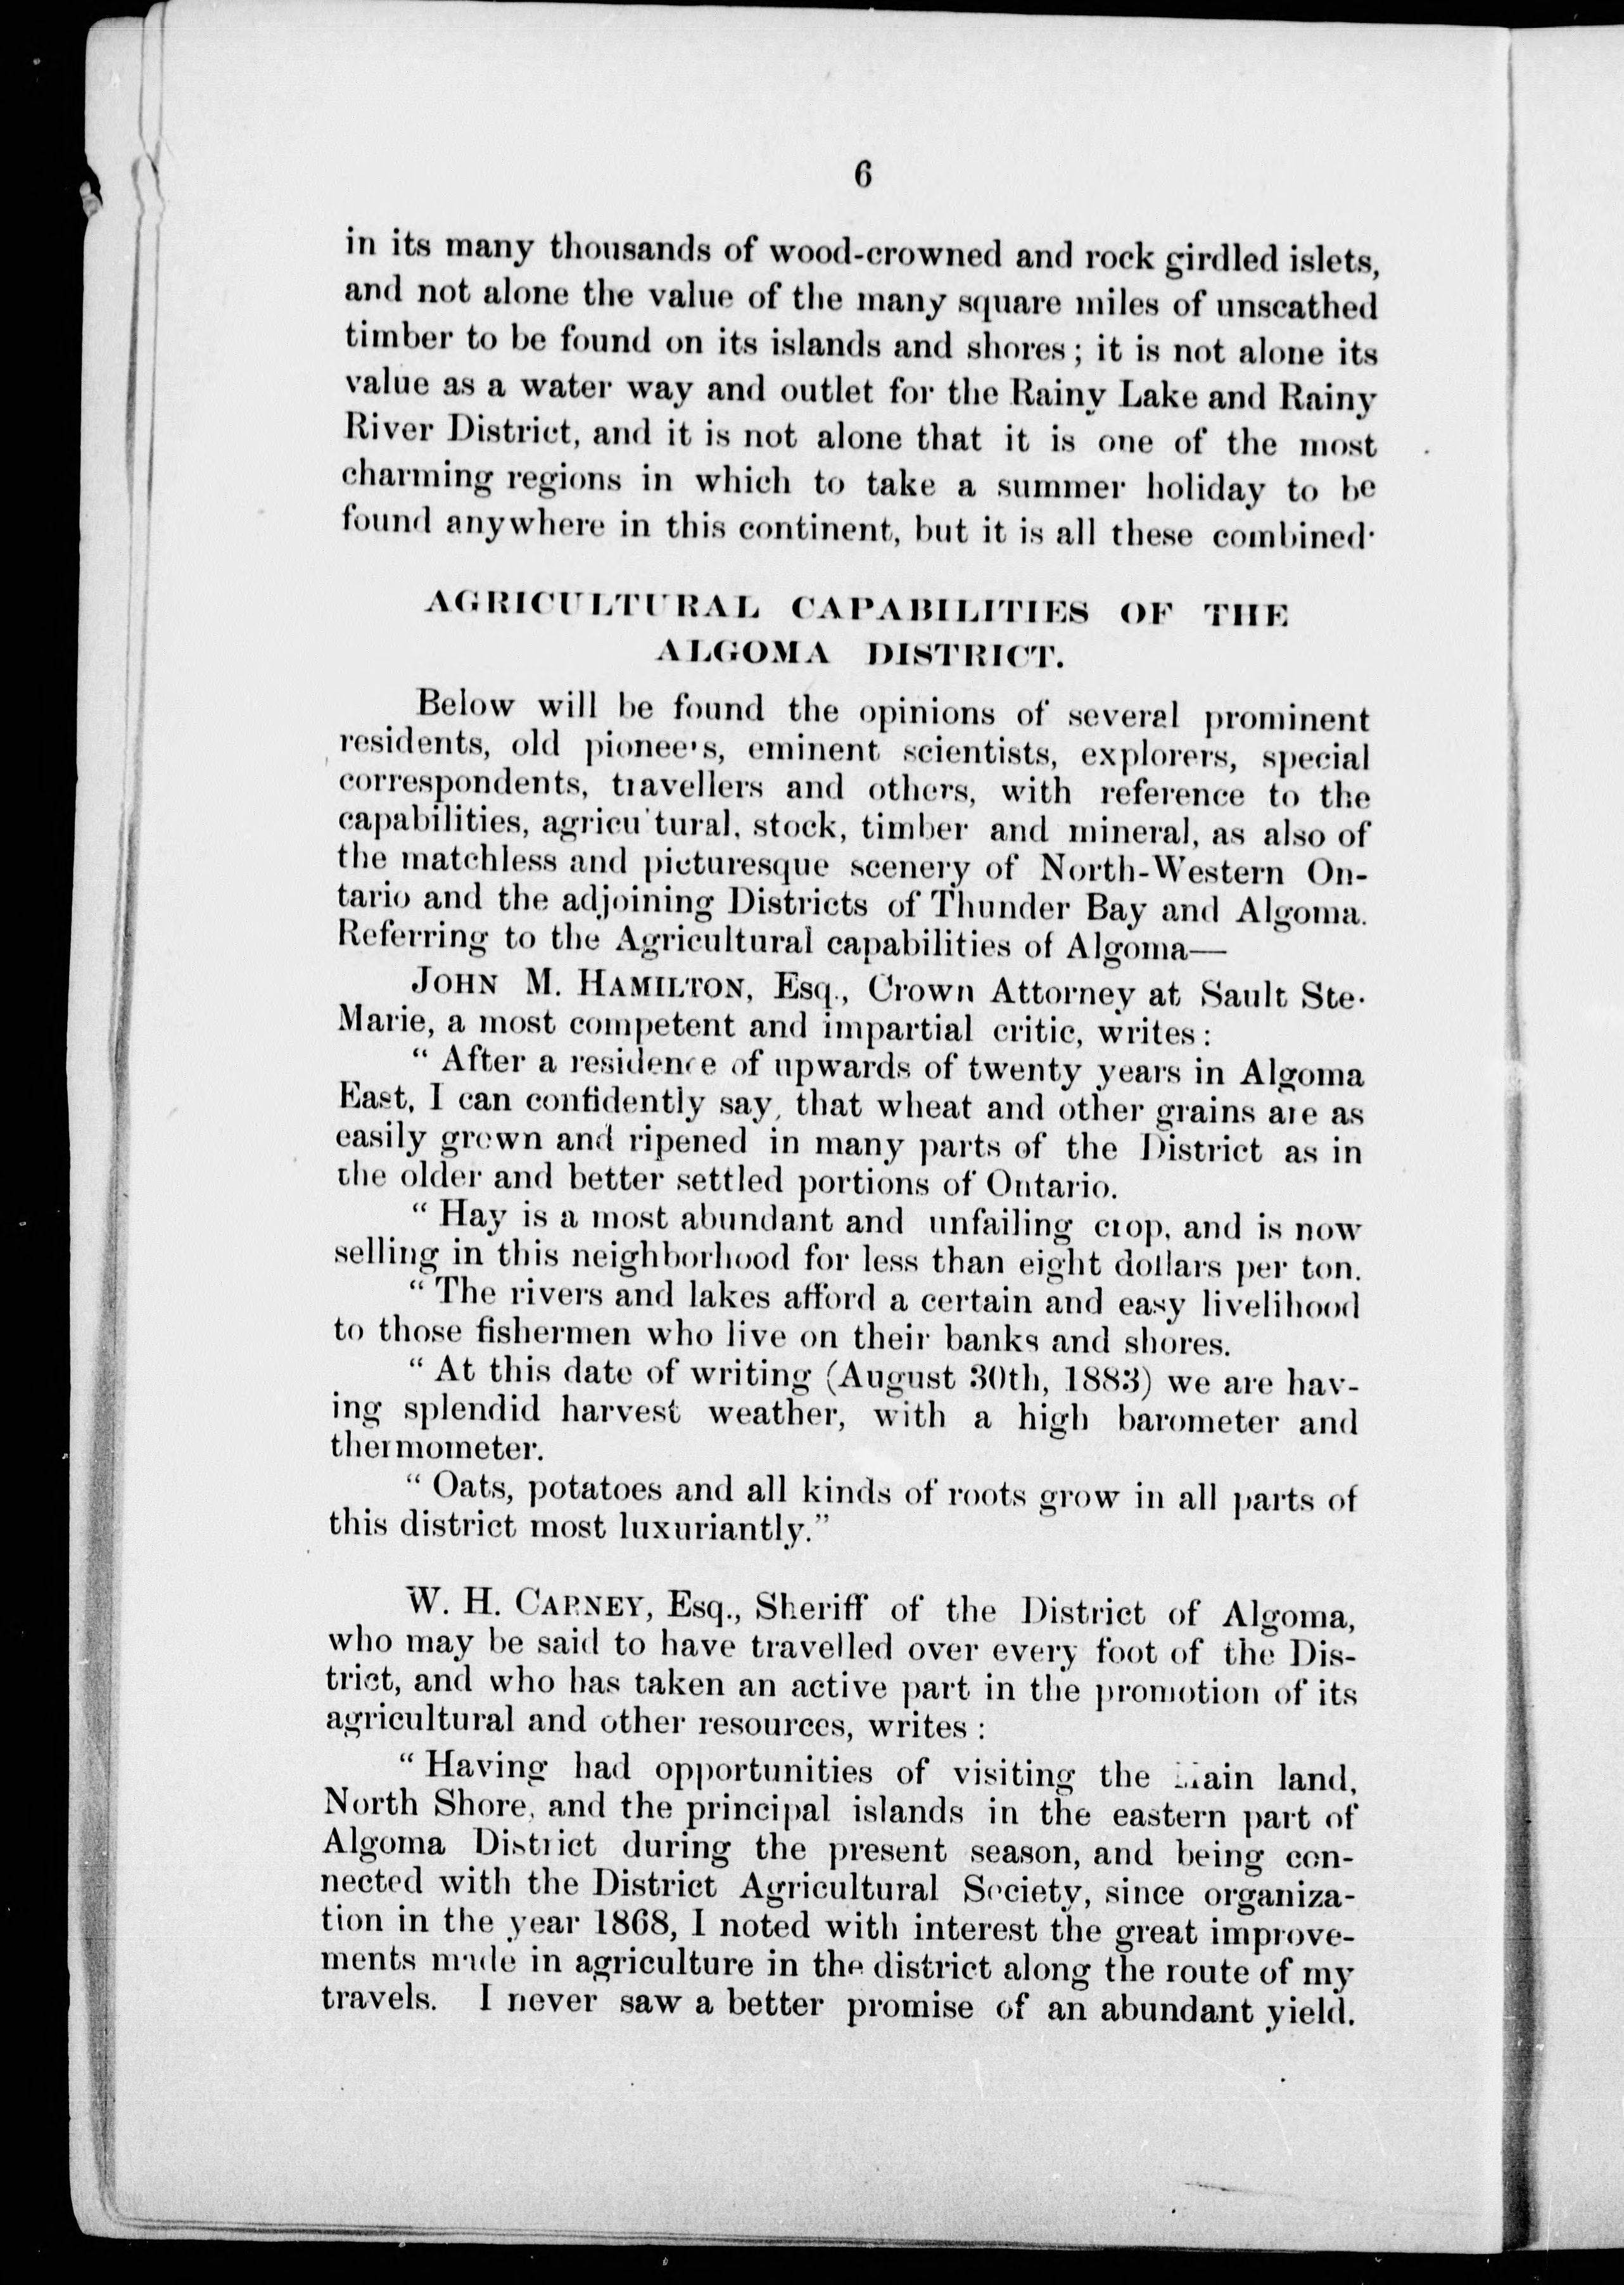 6
in its many thousands of wood-crowned and rock girdled islets,
and not alone the value of the many square miles of unscathed
timber to be found on its islands and shores; it is not alone its
value as a water way and outlet for the Rainy Lake and Rainy
River District, and it is not alone that it is one of the most
charming regions in which to take a summer holiday to be
found anywhere in this continent, but it is all these combined·
AGRICULTURAL CAPABILITIES OF THE
ALGOMA DISTRICT.
Below will be found the opinions of several prominent
residents, old pioneers, eminent scientists, explorers, special
correspondents, travellers and others, with reference to the
capabilities, agricultural, stock, timber and mineral, as also of
the matchless and picturesque scenery of North-Western On-
tario and the adjoining Districts of Thunder Bay and Algoma.
Referring to the Agricultural capabilities of Algoma—
JOHN M. HAMILTON, Esq., Crown Attorney at Sault Ste·
Marie, a most competent and impartial critic, writes:
“ After a residence of upwards of twenty years in Algoma
East, I can confidently say, that wheat and other grains are as
easily grown and ripened in many parts of the District as in
the older and better settled portions of Ontario.
“ Hay is a most abundant and unfailing crop, and is now
selling in this neighborhood for less than eight dollars per ton.
“ The rivers and lakes afford a certain and easy livelihood
to those fishermen who live on their banks and shores.
“ At this date of writing (August 30th, 1883) we are hav-
ing splendid harvest weather, with a high barometer and
thermometer.
“ Oats, potatoes and all kinds of roots grow in all parts of
this district most luxuriantly.”
W. H. CARNEY, Esq., Sheriff of the District of Algoma,
who may be said to have travelled over every foot of the Dis-
trict, and who has taken an active part in the promotion of its
agricultural and other resources, writes :
“ Having had opportunities of visiting the main land,
North Shore, and the principal islands in the eastern part of
Algoma District during the present season, and being con-
nected with the District Agricultural Society, since organiza-
tion in the year 1868, I noted with interest the great improve-
ments made in agriculture in the district along the route of my
travels. I never saw a better promise of an abundant yield.